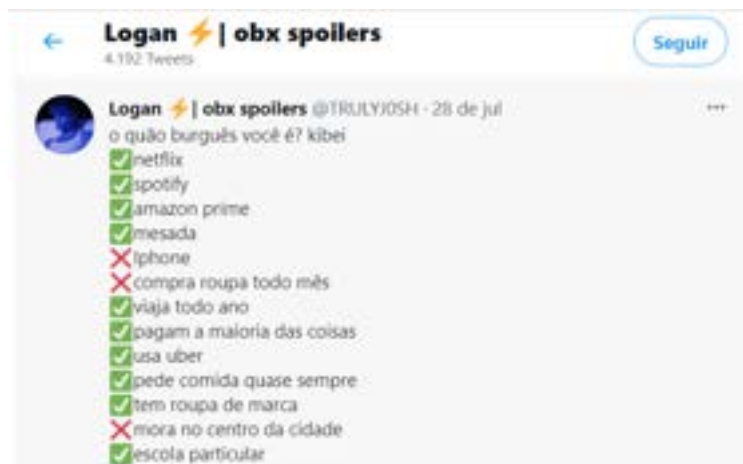 Logan ⚡| obx spoilers
4.192 Tweets
Seguir
Logan ⚡| obx spoilers @TRULYJ0SH · 28 de jul
o quão burguês você é? kibei
✅netflix
✅spotify
✅amazon prime
✅mesada
❌Iphone
❌compra roupa todo mês
✅viaja todo ano
✅pagam a maioria das coisas
✅usa uber
✅pede comida quase sempre
✅tem roupa de marca
❌mora no centro da cidade
✅escola particular